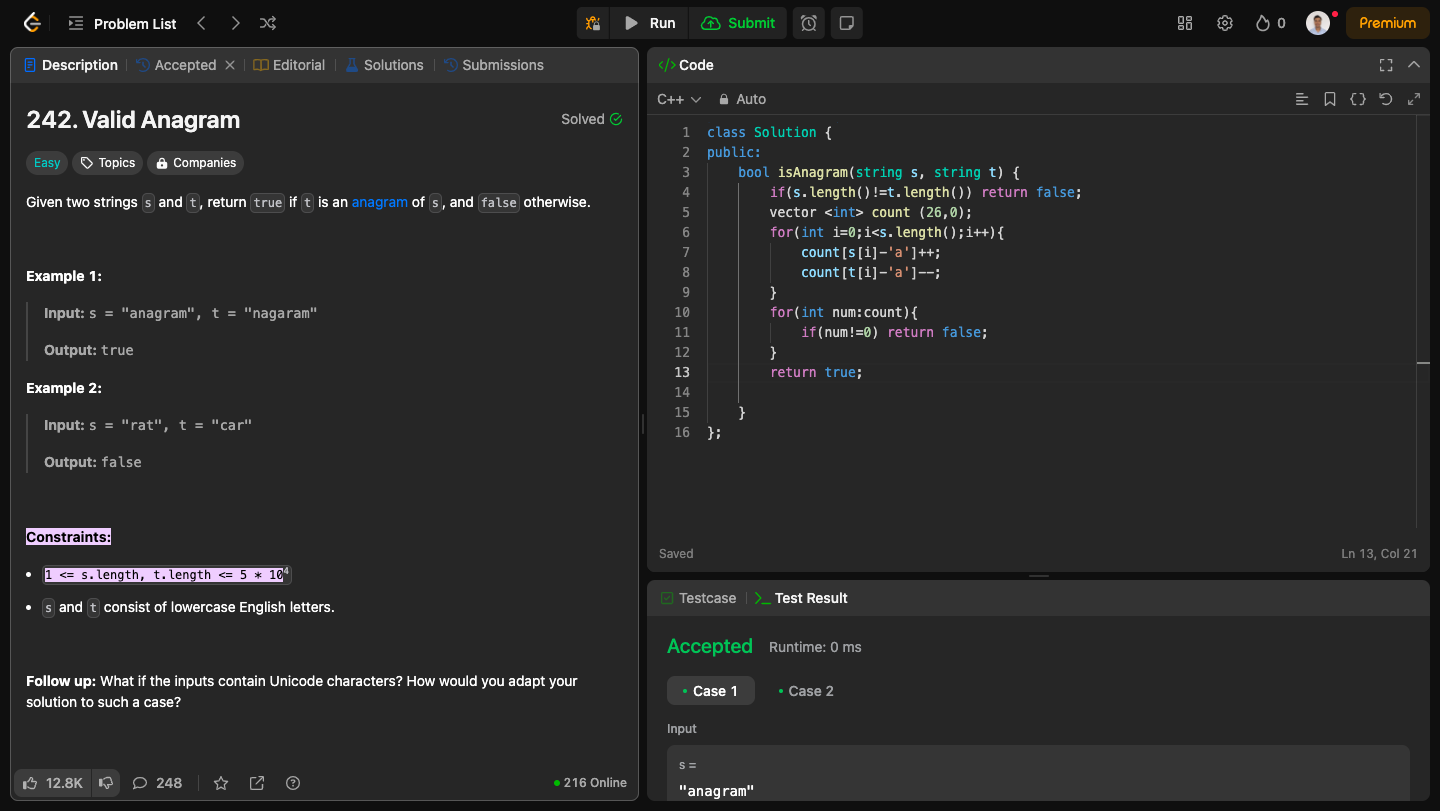 Problem List
Run
Submit
0
Premium
Description
Accepted
Editorial
Solutions
Submissions
242. Valid Anagram
Solved
Easy
Topics
Companies
Given two strings s and t, return true if t is an anagram of s, and false otherwise.
Example 1:
Input: s = "anagram", t = "nagaram"
Output: true
Example 2:
Input: s = "rat", t = "car"
Output: false
Constraints:
• 1 <= s.length, t.length <= 5 * 10⁴
• s and t consist of lowercase English letters.
Follow up: What if the inputs contain Unicode characters? How would you adapt your
solution to such a case?
12.8K
248
216 Online
</> Code
C++
Auto
1 class Solution {
2 public:
3     bool isAnagram(string s, string t) {
4         if(s.length()!=t.length()) return false;
5         vector <int> count (26,0);
6         for(int i=0;i<s.length();i++){
7             count[s[i]-'a']++;
8             count[t[i]-'a']--;
9         }
10         for(int num:count){
11             if(num!=0) return false;
12         }
13         return true;
14
15     }
16 };
Saved
Ln 13, Col 21
Testcase
>_ Test Result
Accepted
Runtime: 0 ms
• Case 1
• Case 2
Input
s =
"anagram"